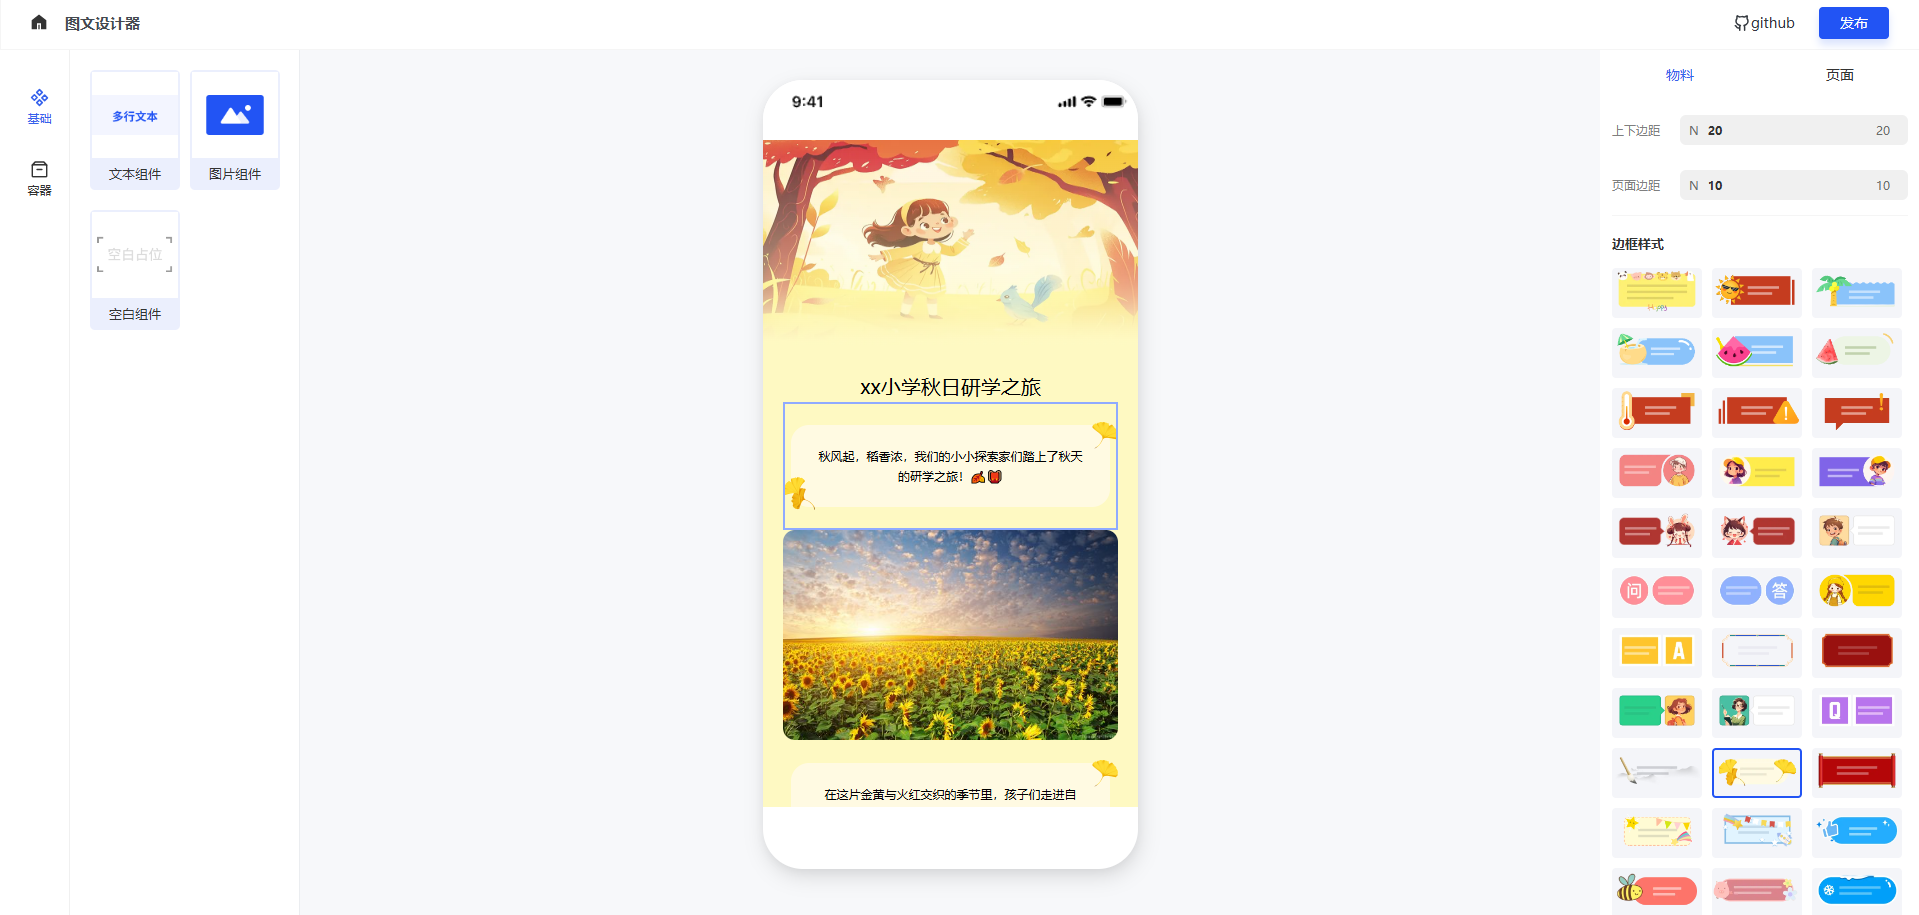 图文设计器
github
发布
基础
容器
多行文本
文本组件
图片组件
空白占位
空白组件
9:41
xx小学秋日研学之旅
秋风起，稻香浓，我们的小小探索家们踏上了秋天
的研学之旅！🍂🎒
在这片金黄与火红交织的季节里，孩子们走进自
物料
页面
上下边距
N 20
20
页面边距
N 10
10
边框样式
问
答
A
Q